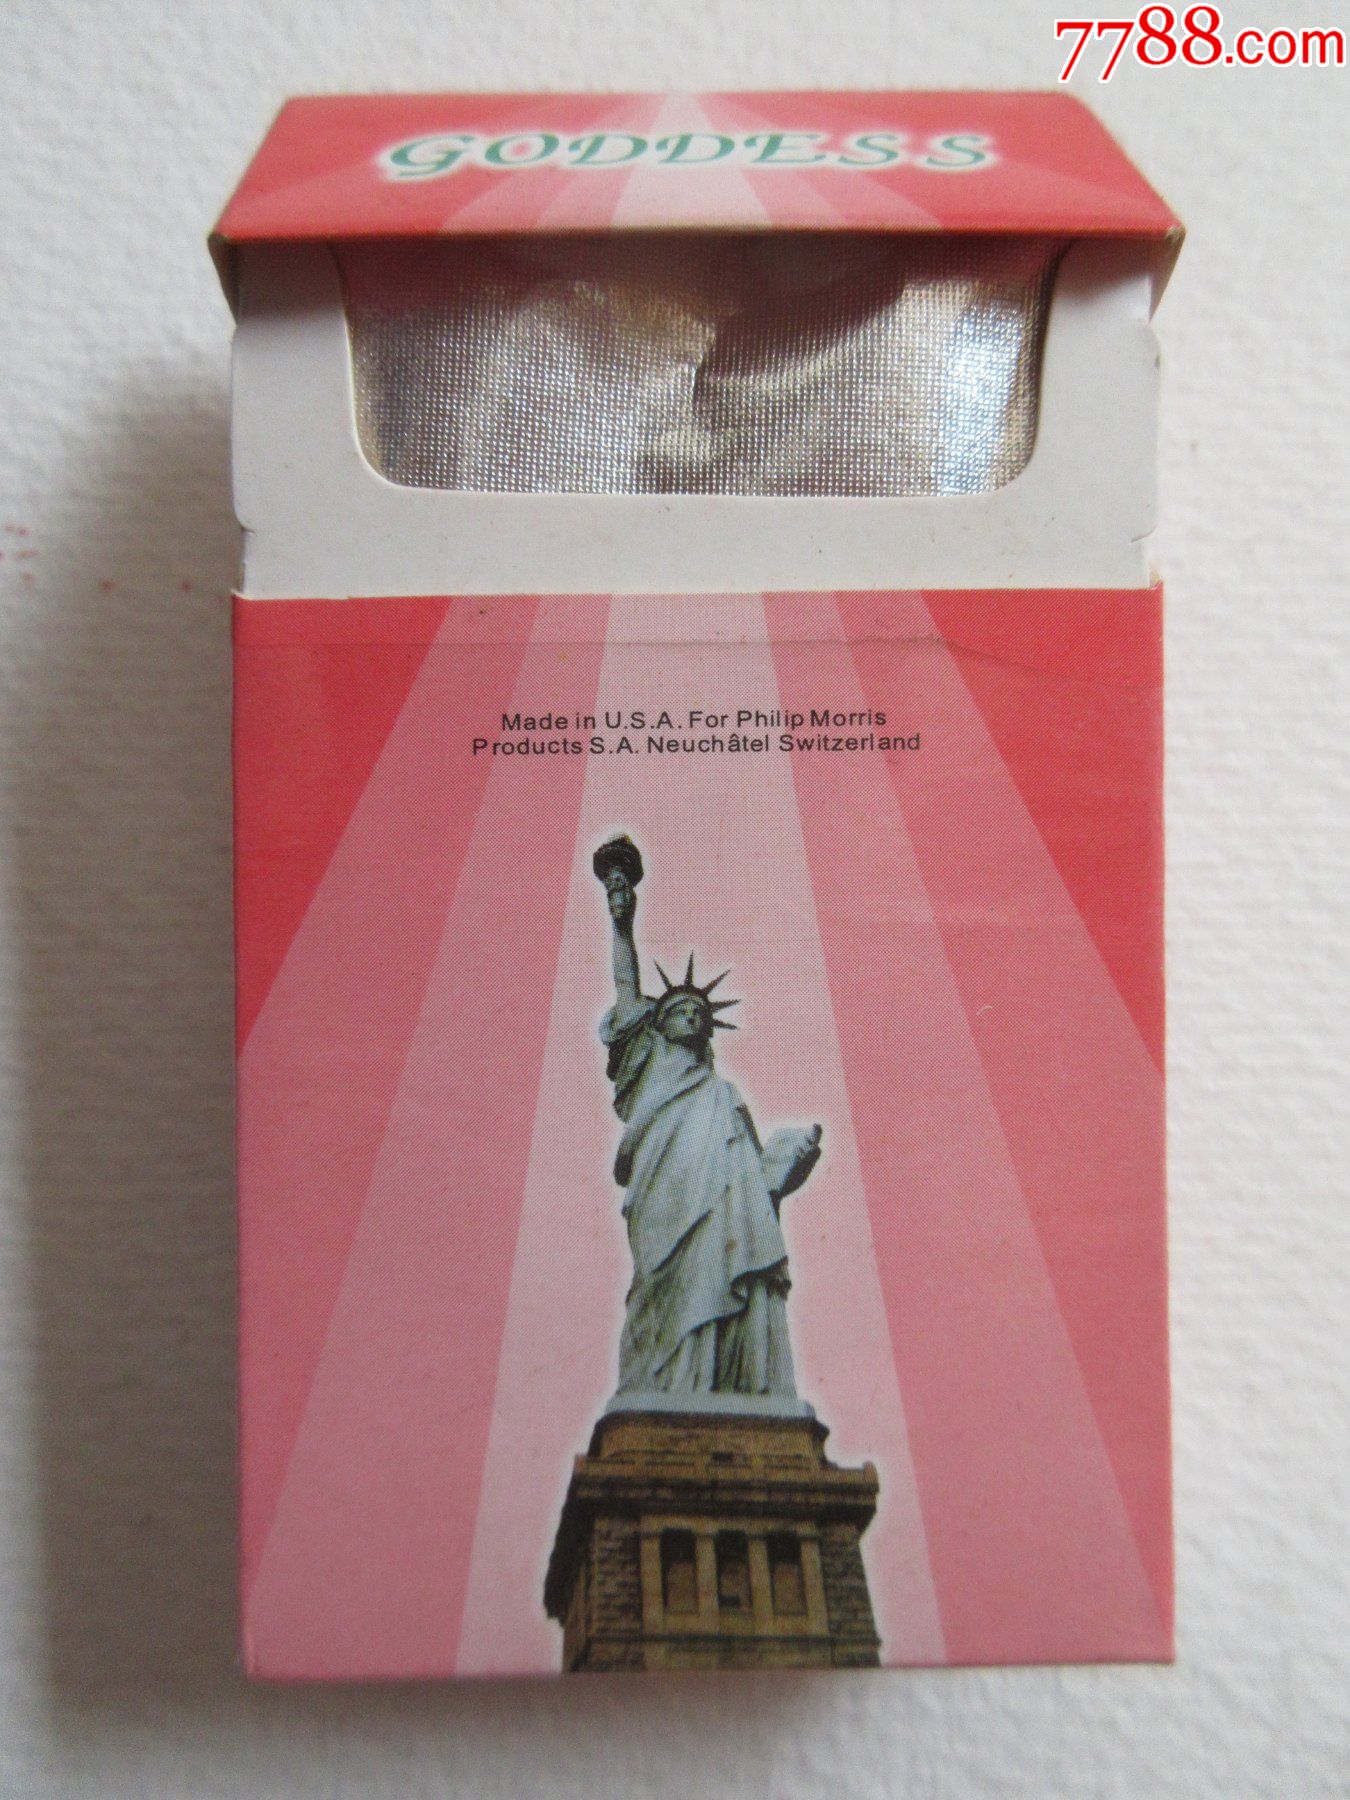 7788.com
GODDESS
Made in U.S.A. For Philip Morris
Products S.A. Neuchâtel Switzerland